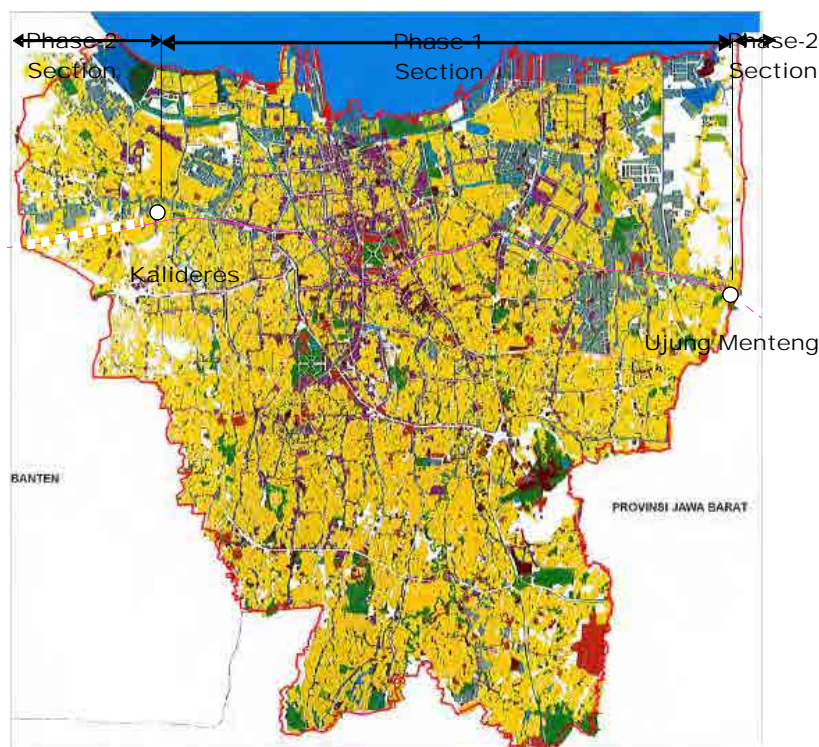 Phase-2
Section
Phase-1
Section
Phase-2
Section
Kalideres
Ujung Menteng
BANTEN
PROVINSI JAWA BARAT